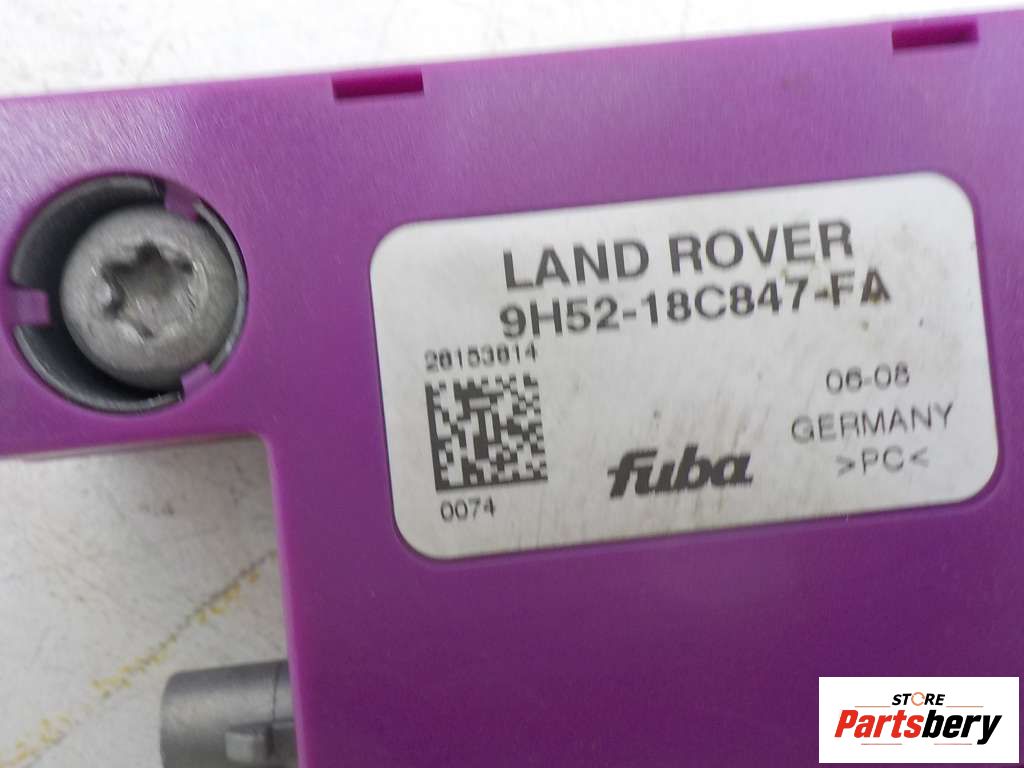 LAND ROVER
9H52-18C847-FA
28153814
06-08
GERMANY
>PC<
fuba
0074
STORE
Partsbery